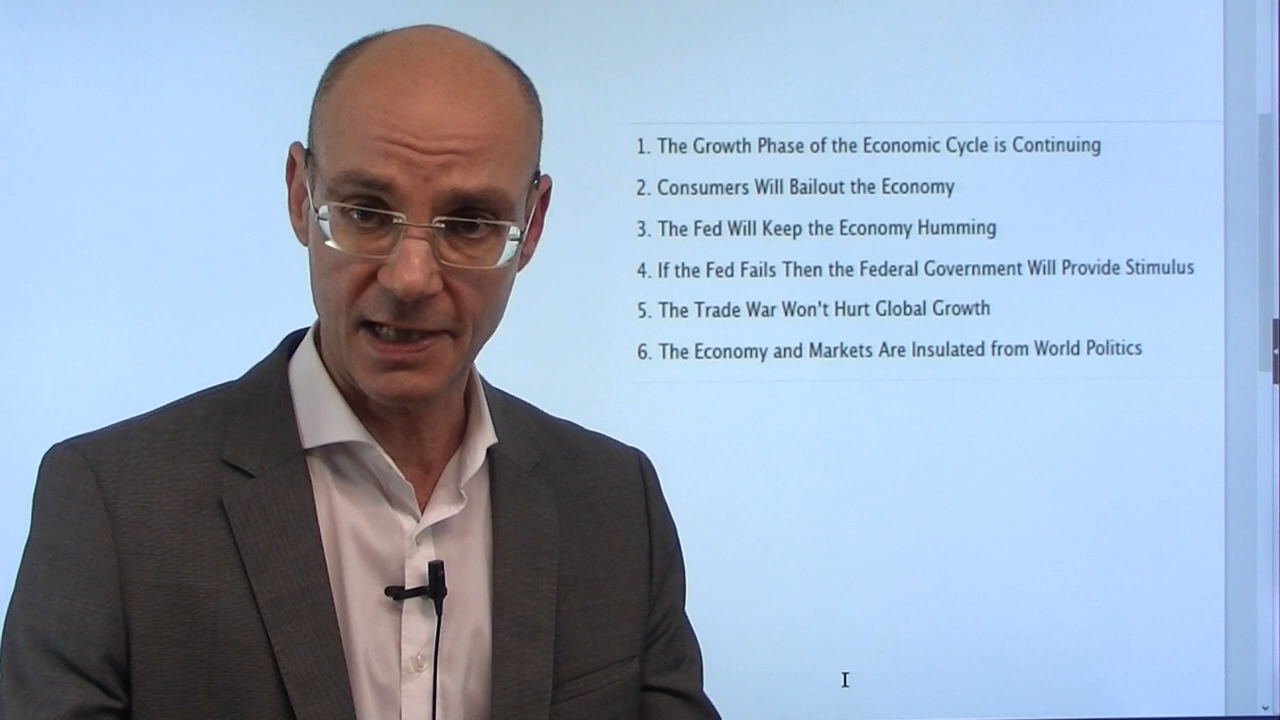 1. The Growth Phase of the Economic Cycle is Continuing
2. Consumers Will Bailout the Economy
3. The Fed Will Keep the Economy Humming
4. If the Fed Fails Then the Federal Government Will Provide Stimulus
5. The Trade War Won't Hurt Global Growth
6. The Economy and Markets Are Insulated from World Politics